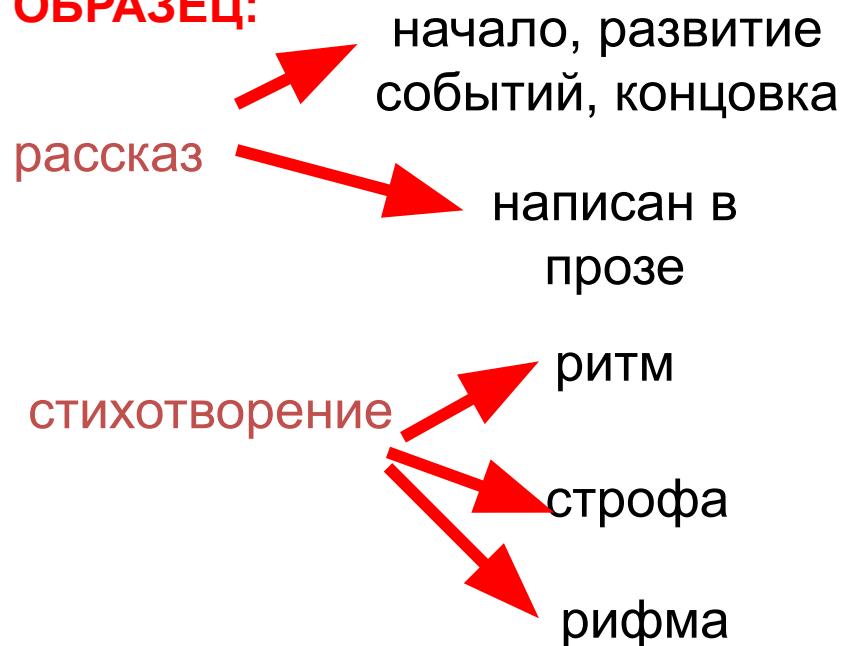 ОБРАЗЕЦ:
начало, развитие
событий, концовка
рассказ
написан в
прозе
ритм
стихотворение
строфа
рифма